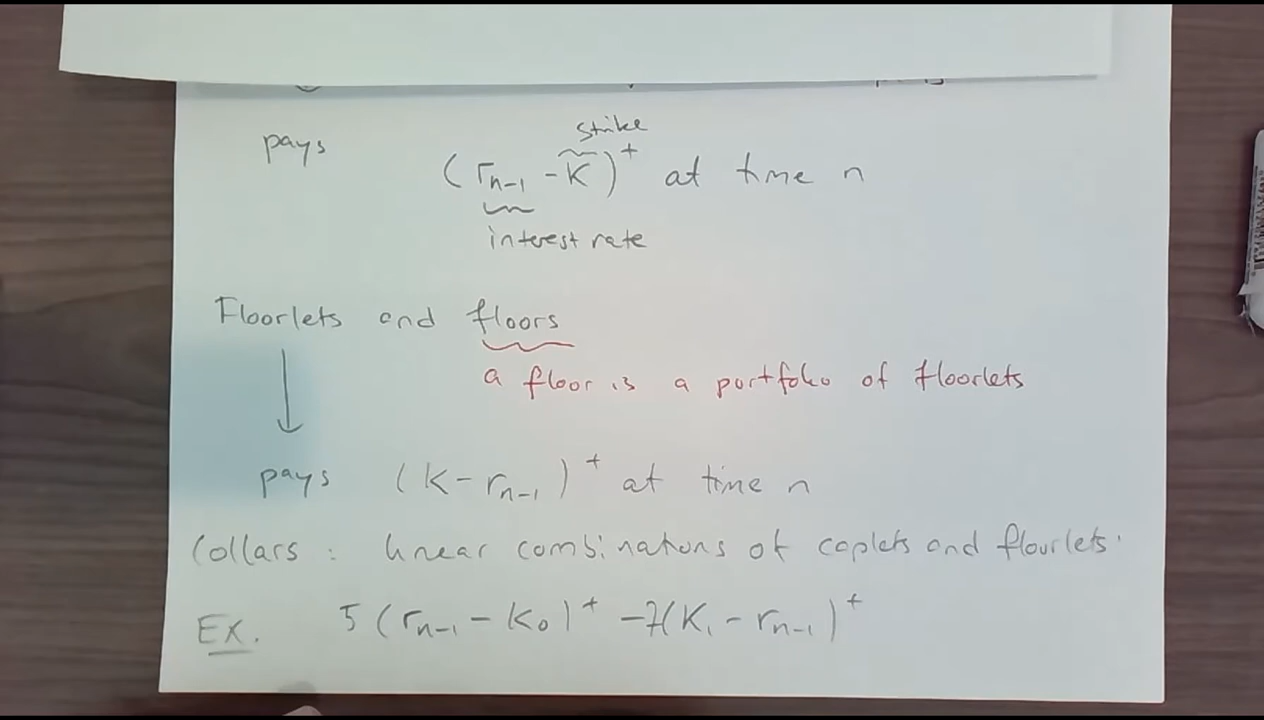 strike
pays (r_{n-1} - K)^+ at time n
interest rate
Floorlets and floors
a floor is a portfolio of floorlets
pays (K - r_{n-1})^+ at time n
Collars : linear combinations of caplets and floorlets.
Ex. 5 (r_{n-1} - K_0)^+ - 7(K_1 - r_{n-1})^+